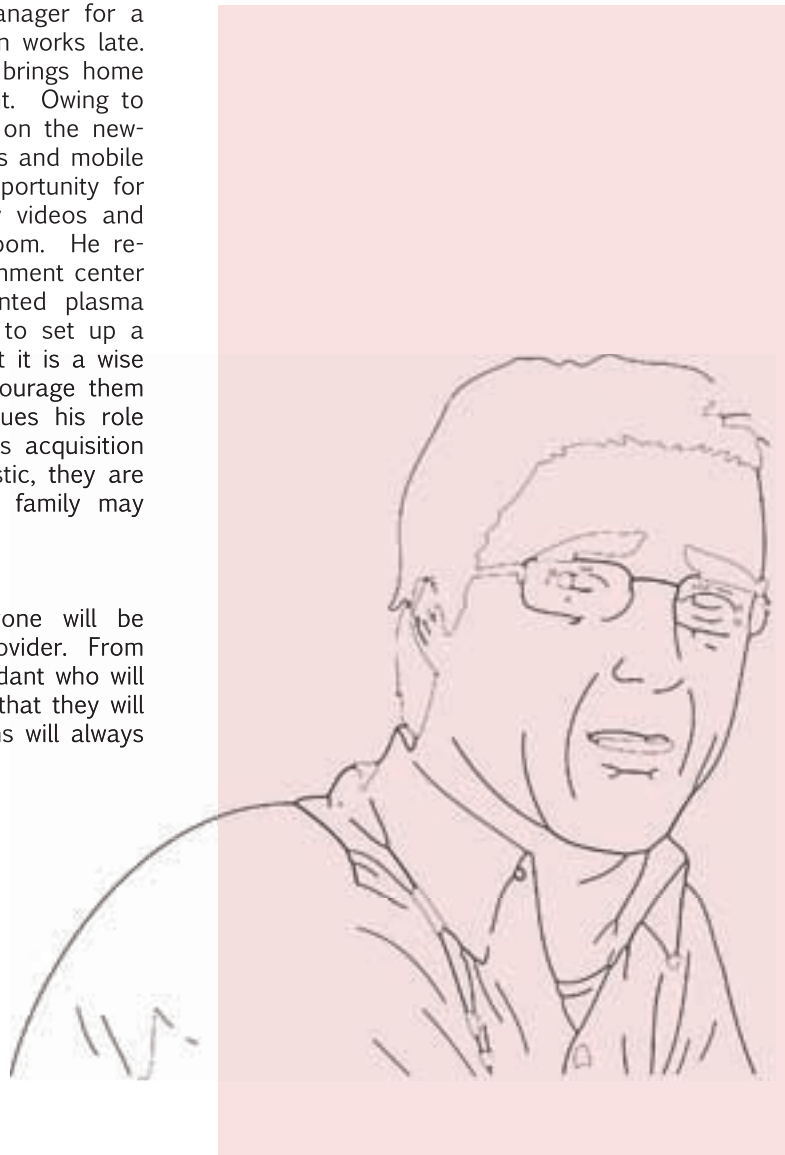 anager for a
n works late.
brings home
t. Owing to
on the new-
s and mobile
portunity for
videos and
oom. He re-
nment center
nted plasma
to set up a
t it is a wise
ourage them
ues his role
s acquisition
stic, they are
family may
one will be
ovider. From
dant who will
that they will
ns will always